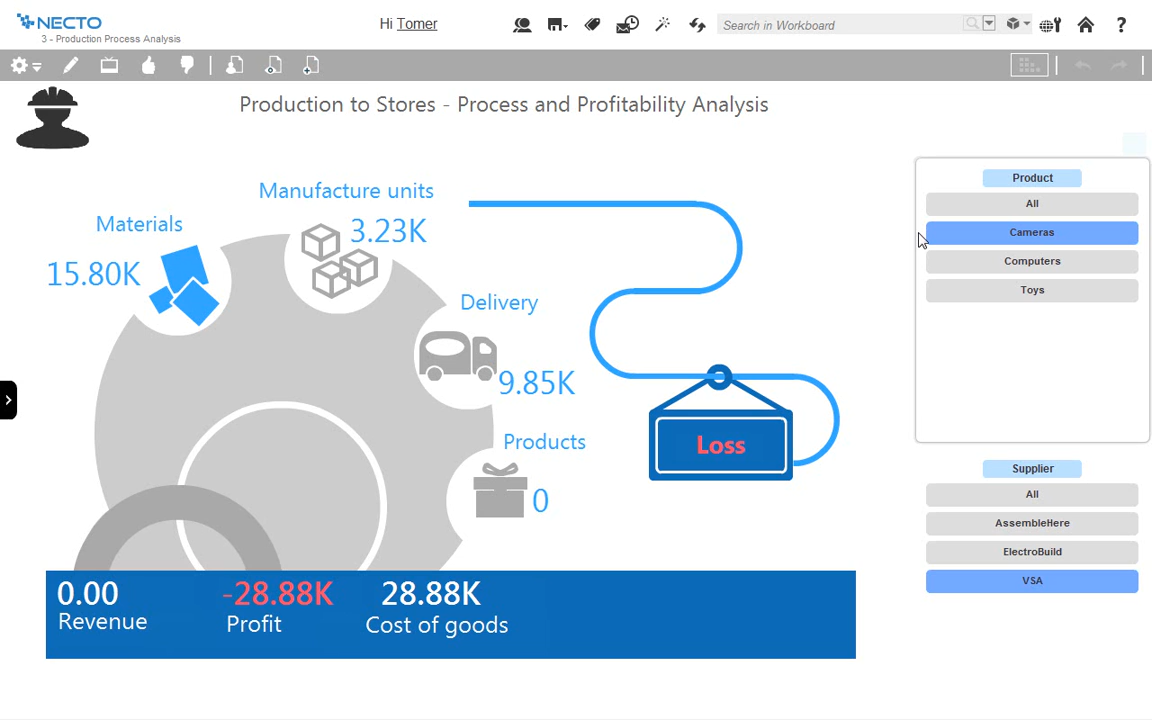 NECTO
3 - Production Process Analysis
Hi Tomer
Search in Workboard
?
Production to Stores - Process and Profitability Analysis
Manufacture units
3.23K
Materials
15.80K
Delivery
9.85K
Products
0
Loss
0.00
Revenue
-28.88K
Profit
28.88K
Cost of goods
Product
All
Cameras
Computers
Toys
Supplier
All
AssembleHere
ElectroBuild
VSA